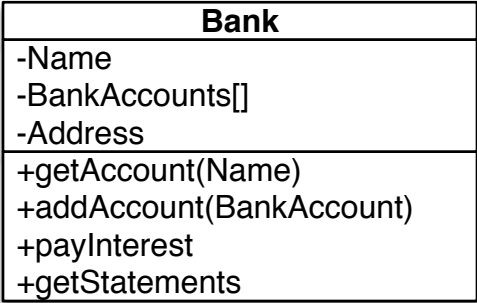 Bank
-Name
-BankAccounts[]
-Address
+getAccount(Name)
+addAccount(BankAccount)
+payInterest
+getStatements